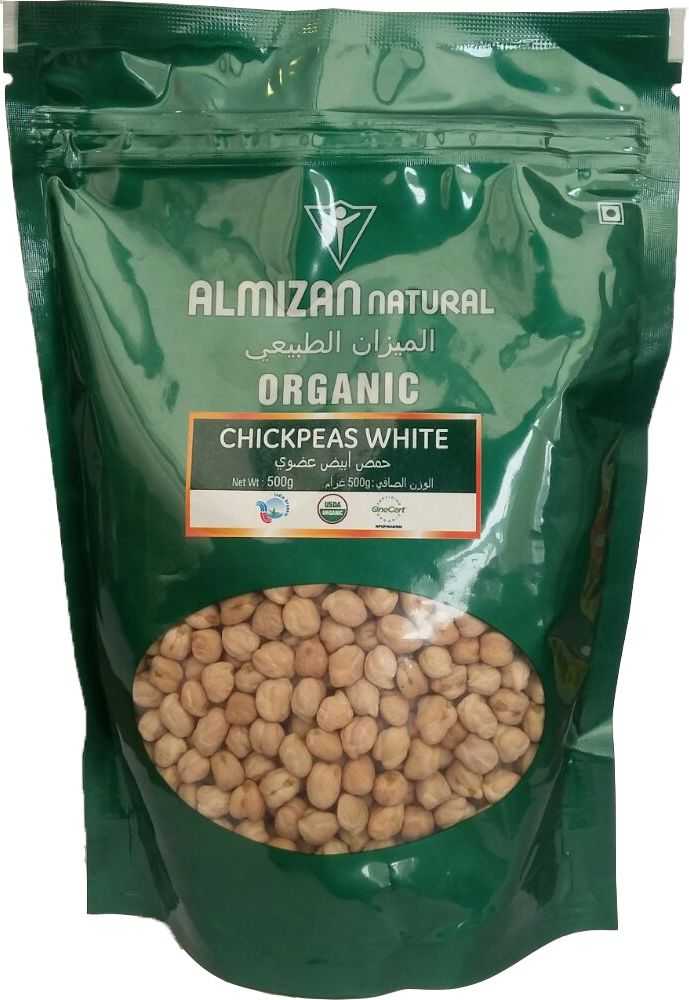 ALMIZAN NATURAL
الميزان الطبيعي
ORGANIC
CHICKPEAS WHITE
حمص ابيض عضوي
Net Wt : 500g الوزن الصافي: 500g غرام
USDA
ORGANIC
OneCert